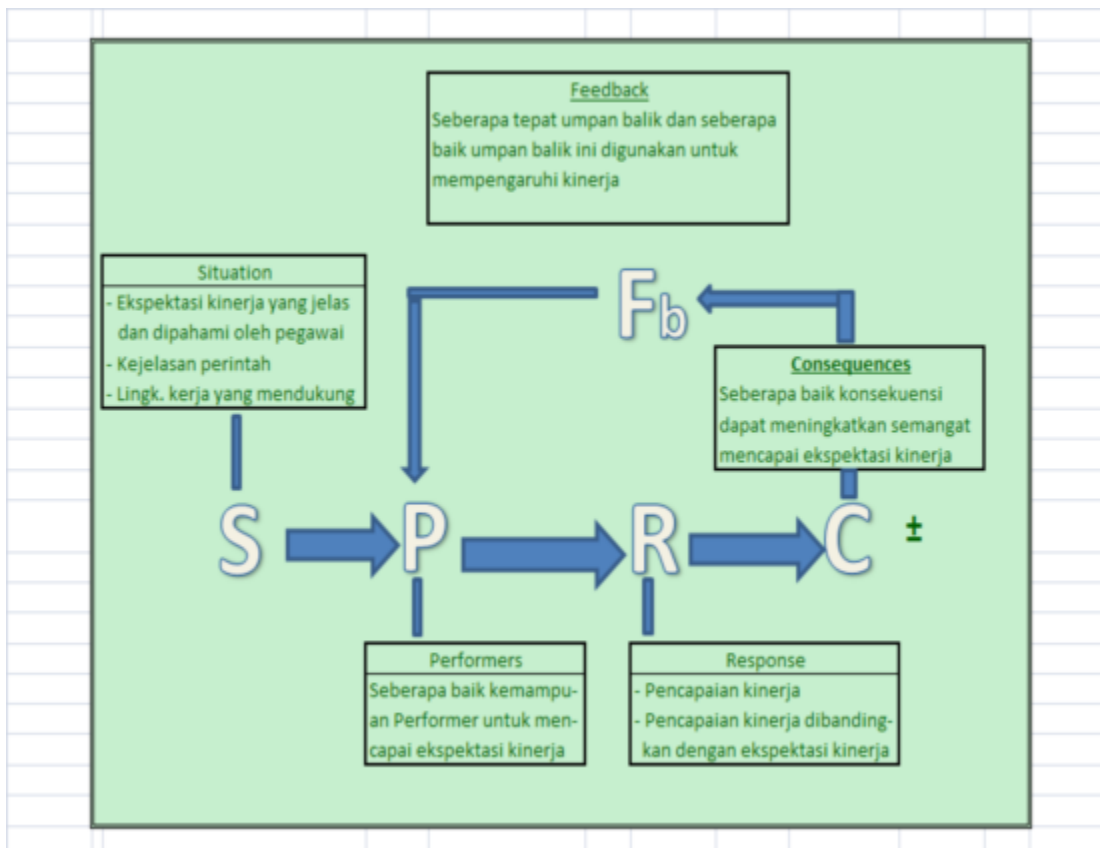 Feedback
Seberapa tepat umpan balik dan seberapa
baik umpan balik ini digunakan untuk
mempengaruhi kinerja
Situation
- Ekspektasi kinerja yang jelas
dan dipahami oleh pegawai
- Kejelasan perintah
- Lingk. kerja yang mendukung
Fb
Consequences
Seberapa baik konsekuensi
dapat meningkatkan semangat
mencapai ekspektasi kinerja
S P R C ±
Performers
Seberapa baik kemampu-
an Performer untuk men-
capai ekspektasi kinerja
Response
- Pencapaian kinerja
- Pencapaian kinerja dibanding-
kan dengan ekspektasi kinerja